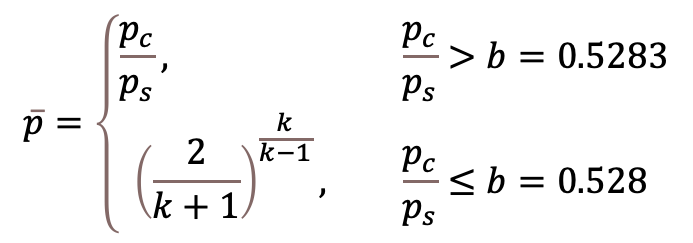 p̄ = { p_c/p_s, p_c/p_s > b = 0.5283
(2/(k + 1))^(k/(k−1)), p_c/p_s ≤ b = 0.528